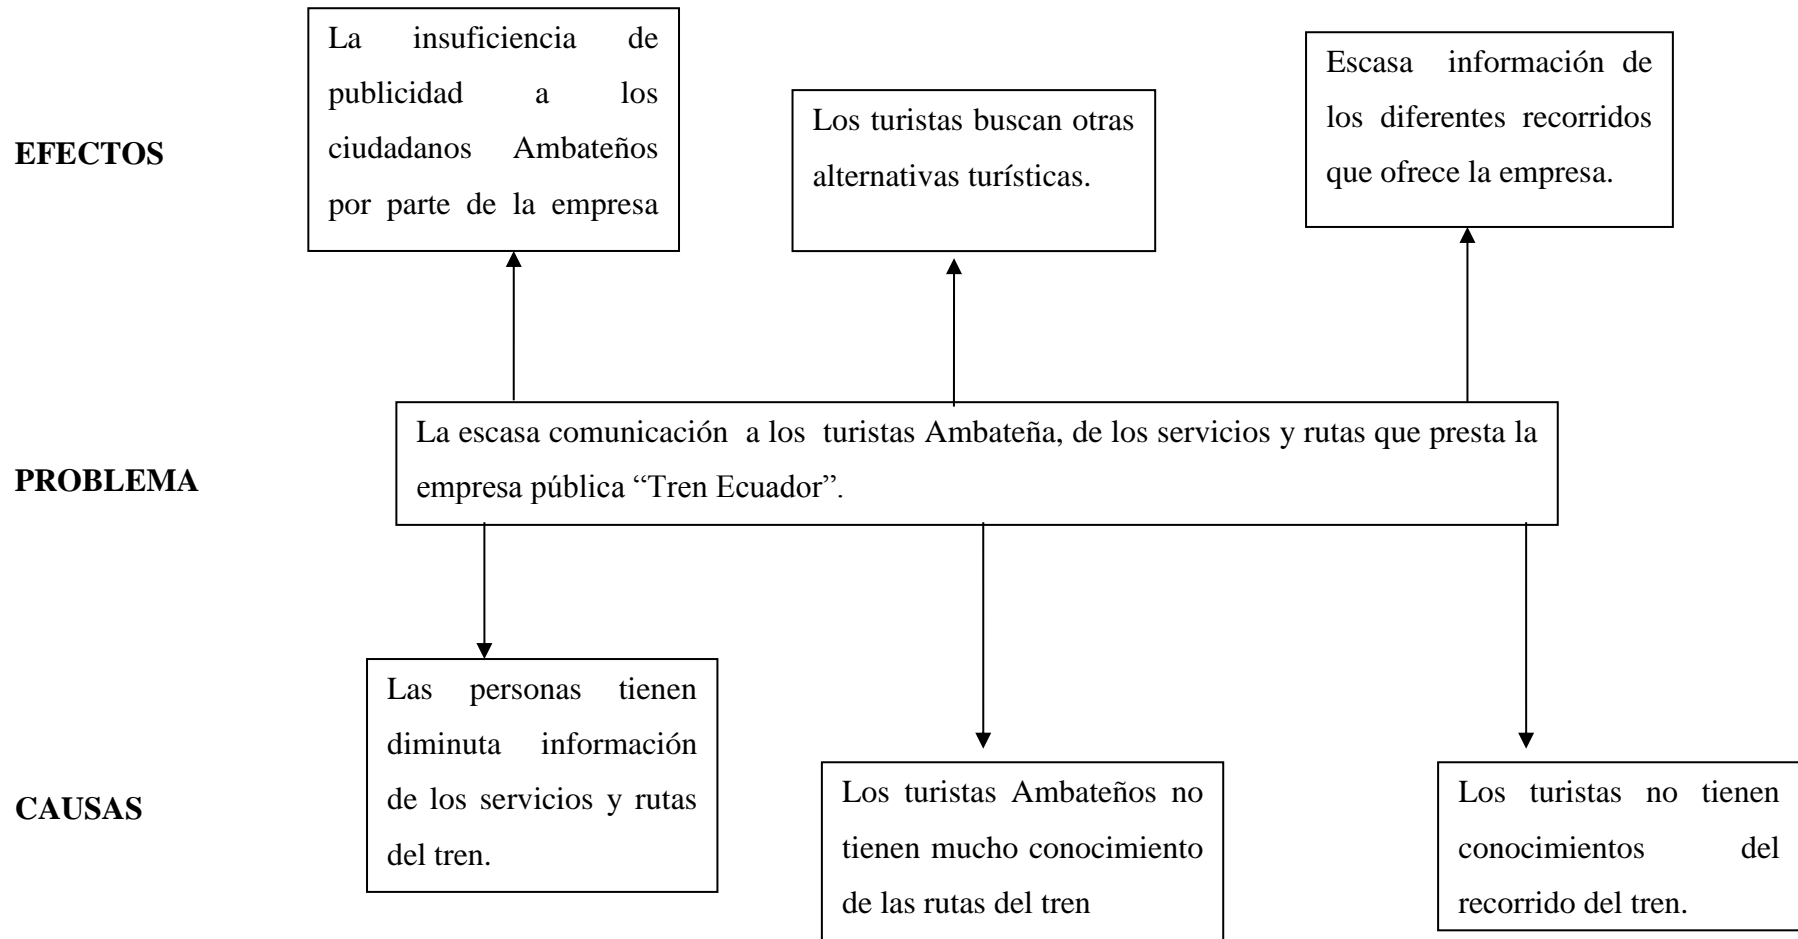 EFECTOS
La insuficiencia de
publicidad a los
ciudadanos Ambateños
por parte de la empresa
Los turistas buscan otras
alternativas turísticas.
Escasa información de
los diferentes recorridos
que ofrece la empresa.
PROBLEMA
La escasa comunicación a los turistas Ambateña, de los servicios y rutas que presta la
empresa pública “Tren Ecuador”.
CAUSAS
Las personas tienen
diminuta información
de los servicios y rutas
del tren.
Los turistas Ambateños no
tienen mucho conocimiento
de las rutas del tren
Los turistas no tienen
conocimientos del
recorrido del tren.